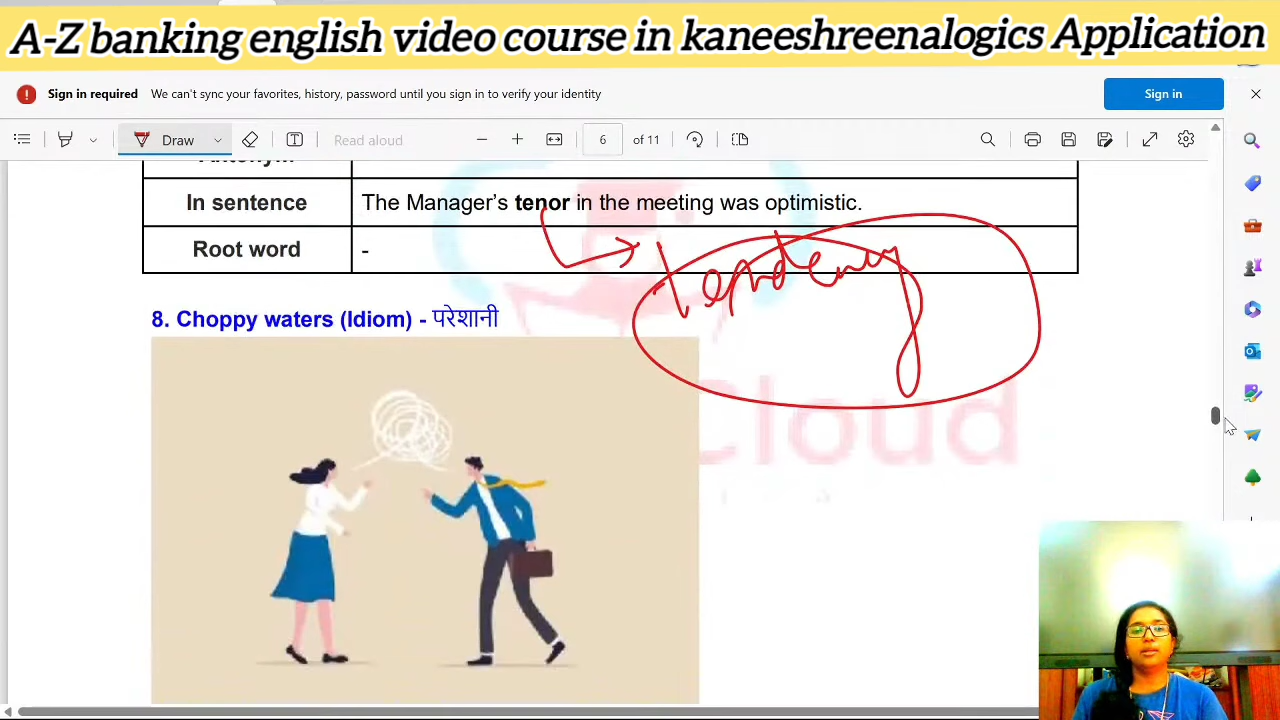 A-Z banking english video course in kaneeshreenalogics Application
Sign in required We can't sync your favorites, history, password until you sign in to verify your identity
Sign in
Draw
Read aloud
6 of 11
Antonym
In sentence The Manager's tenor in the meeting was optimistic.
Root word -
tendency
8. Choppy waters (Idiom) - परेशानी
Cloud